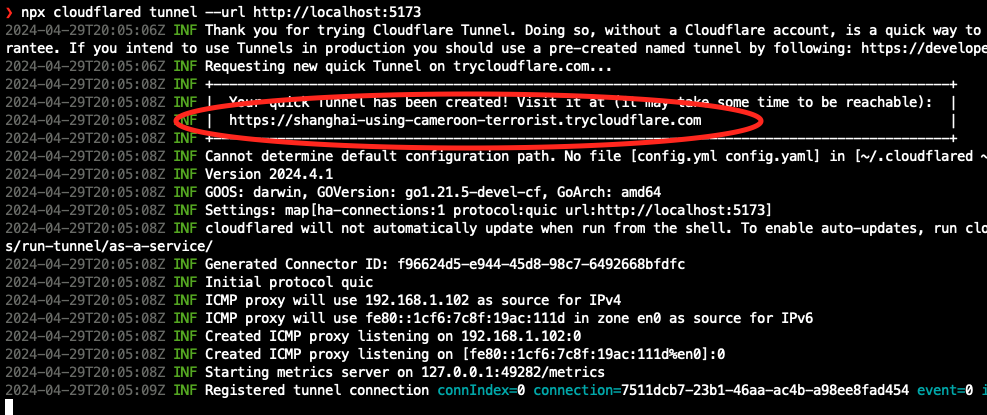 ❯ npx cloudflared tunnel --url http://localhost:5173
2024-04-29T20:05:06Z INF Thank you for trying Cloudflare Tunnel. Doing so, without a Cloudflare account, is a quick way to
rantee. If you intend to use Tunnels in production you should use a pre-created named tunnel by following: https://develope
2024-04-29T20:05:06Z INF Requesting new quick Tunnel on trycloudflare.com...
2024-04-29T20:05:08Z INF +--------------------------------------------------------------------------------------------+
2024-04-29T20:05:08Z INF |  Your quick Tunnel has been created! Visit it at (it may take some time to be reachable):  |
2024-04-29T20:05:08Z INF |  https://shanghai-using-cameroon-terrorist.trycloudflare.com                               |
2024-04-29T20:05:08Z INF +--------------------------------------------------------------------------------------------+
2024-04-29T20:05:08Z INF Cannot determine default configuration path. No file [config.yml config.yaml] in [~/.cloudflared ~
2024-04-29T20:05:08Z INF Version 2024.4.1
2024-04-29T20:05:08Z INF GOOS: darwin, GOVersion: go1.21.5-devel-cf, GoArch: amd64
2024-04-29T20:05:08Z INF Settings: map[ha-connections:1 protocol:quic url:http://localhost:5173]
2024-04-29T20:05:08Z INF cloudflared will not automatically update when run from the shell. To enable auto-updates, run clo
s/run-tunnel/as-a-service/
2024-04-29T20:05:08Z INF Generated Connector ID: f96624d5-e944-45d8-98c7-6492668bfdfc
2024-04-29T20:05:08Z INF Initial protocol quic
2024-04-29T20:05:08Z INF ICMP proxy will use 192.168.1.102 as source for IPv4
2024-04-29T20:05:08Z INF ICMP proxy will use fe80::1cf6:7c8f:19ac:111d in zone en0 as source for IPv6
2024-04-29T20:05:08Z INF Created ICMP proxy listening on 192.168.1.102:0
2024-04-29T20:05:08Z INF Created ICMP proxy listening on [fe80::1cf6:7c8f:19ac:111d%en0]:0
2024-04-29T20:05:08Z INF Starting metrics server on 127.0.0.1:49282/metrics
2024-04-29T20:05:09Z INF Registered tunnel connection connIndex=0 connection=7511dcb7-23b1-46aa-ac4b-a98ee8fad454 event=0 i